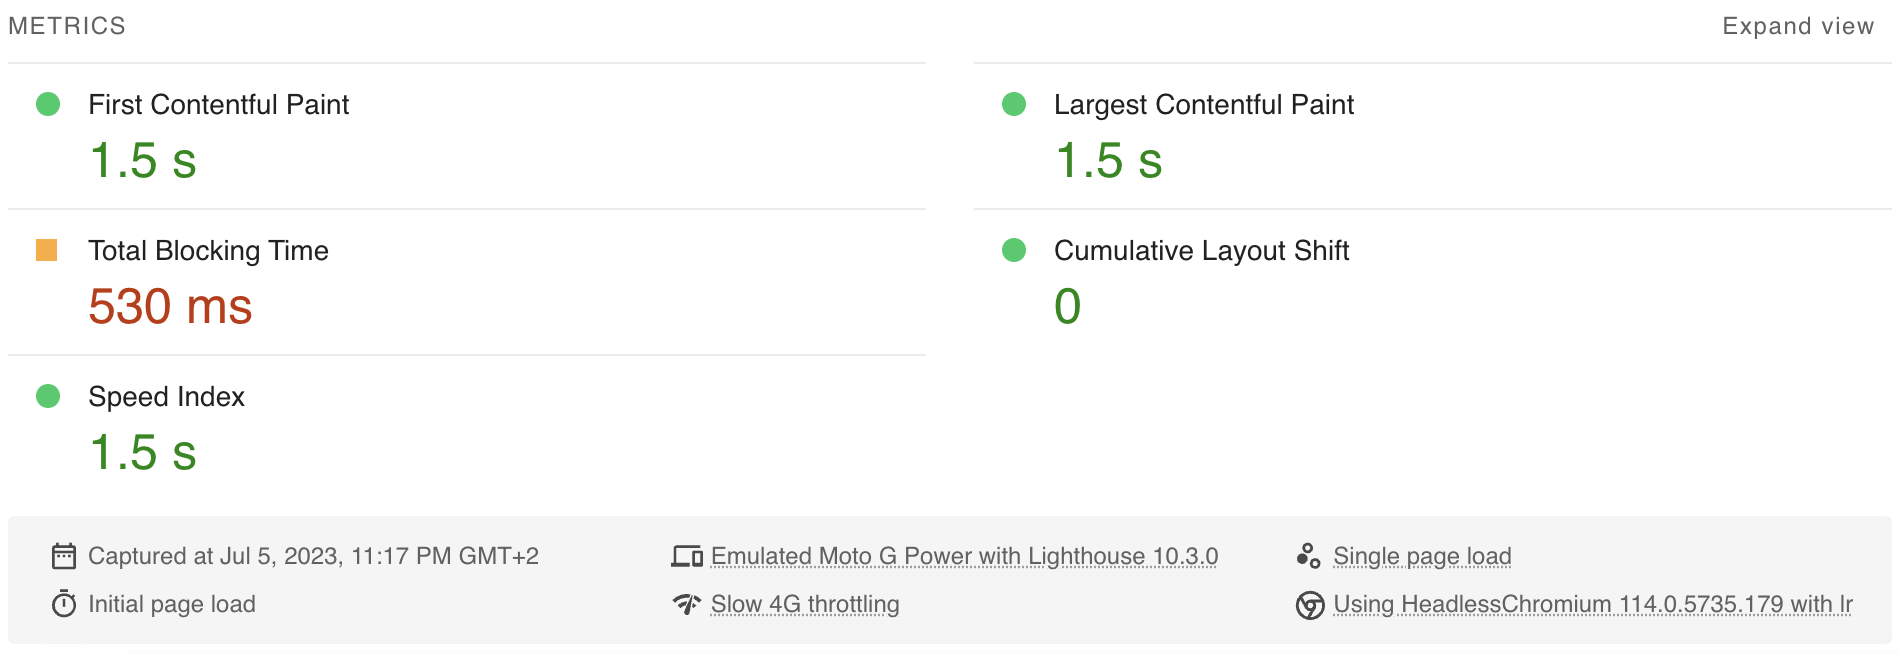 METRICS
Expand view
First Contentful Paint
1.5 s
Largest Contentful Paint
1.5 s
Total Blocking Time
530 ms
Cumulative Layout Shift
0
Speed Index
1.5 s
Captured at Jul 5, 2023, 11:17 PM GMT+2
Emulated Moto G Power with Lighthouse 10.3.0
Single page load
Initial page load
Slow 4G throttling
Using HeadlessChromium 114.0.5735.179 with lr